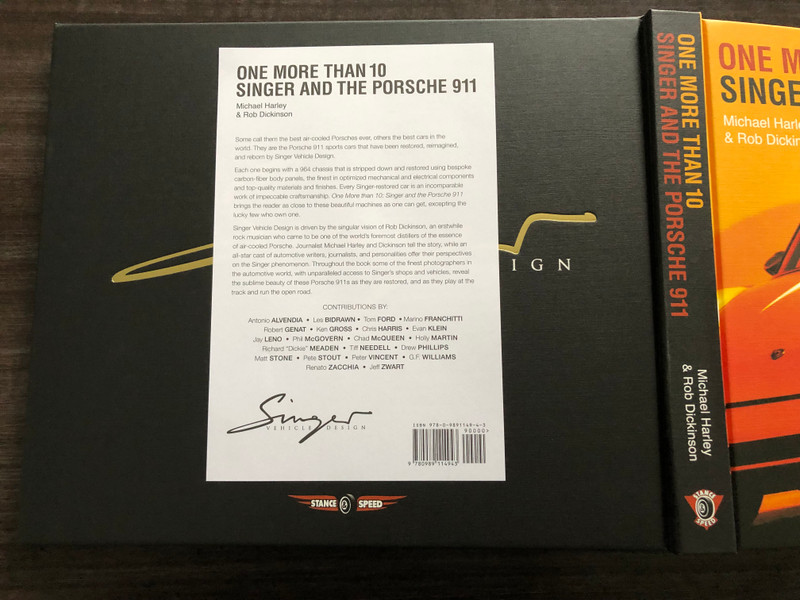 ONE MORE THAN 10
SINGER AND THE PORSCHE 911
Michael Harley
& Rob Dickinson
Some call them the best air-cooled Porsches ever, others the best cars in the
world. They are the Porsche 911 sports cars that have been restored, reimagined,
and reborn by Singer Vehicle Design.
Each one begins with a 964 chassis that is stripped down and restored using bespoke
carbon-fiber body panels, the finest in optimized mechanical and electrical components
and top-quality materials and finishes. Every Singer-restored car is an incomparable
work of impeccable craftsmanship. One More than 10: Singer and the Porsche 911
brings the reader as close to these beautiful machines as one can get, excepting the
lucky few who own one.
Singer Vehicle Design is driven by the singular vision of Rob Dickinson, an erstwhile
rock musician who came to be one of the world's foremost distillers of the essence
of air-cooled Porsche. Journalist Michael Harley and Dickinson tell the story, while an
all-star cast of automotive writers, journalists, and personalities offer their perspectives
on the Singer phenomenon. Throughout the book some of the finest photographers in
the automotive world, with unparalleled access to Singer's shops and vehicles, reveal
the sublime beauty of these Porsche 911s as they are restored, and as they play at the
track and run the open road.
CONTRIBUTIONS BY:
Antonio ALVENDIA • Les BIDRAWN • Tom FORD • Marino FRANCHITTI
Robert GENAT • Ken GROSS • Chris HARRIS • Evan KLEIN
Jay LENO • Phil McGOVERN • Chad McQUEEN • Holly MARTIN
Richard "Dickie" MEADEN • Tiff NEEDELL • Drew PHILLIPS
Matt STONE • Pete STOUT • Peter VINCENT • G.F. WILLIAMS
Renato ZACCHIA • Jeff ZWART
Singer
VEHICLE DESIGN
ISBN 978-0-9891149-4-3
90000>
9 780989 114943
IGN
STANCE SPEED
ONE MORE THAN 10
SINGER AND THE PORSCHE 911
Michael Harley
& Rob Dickinson
STANCE
SPEED
ONE M
SINGE
Michael Harle
& Rob Dickin